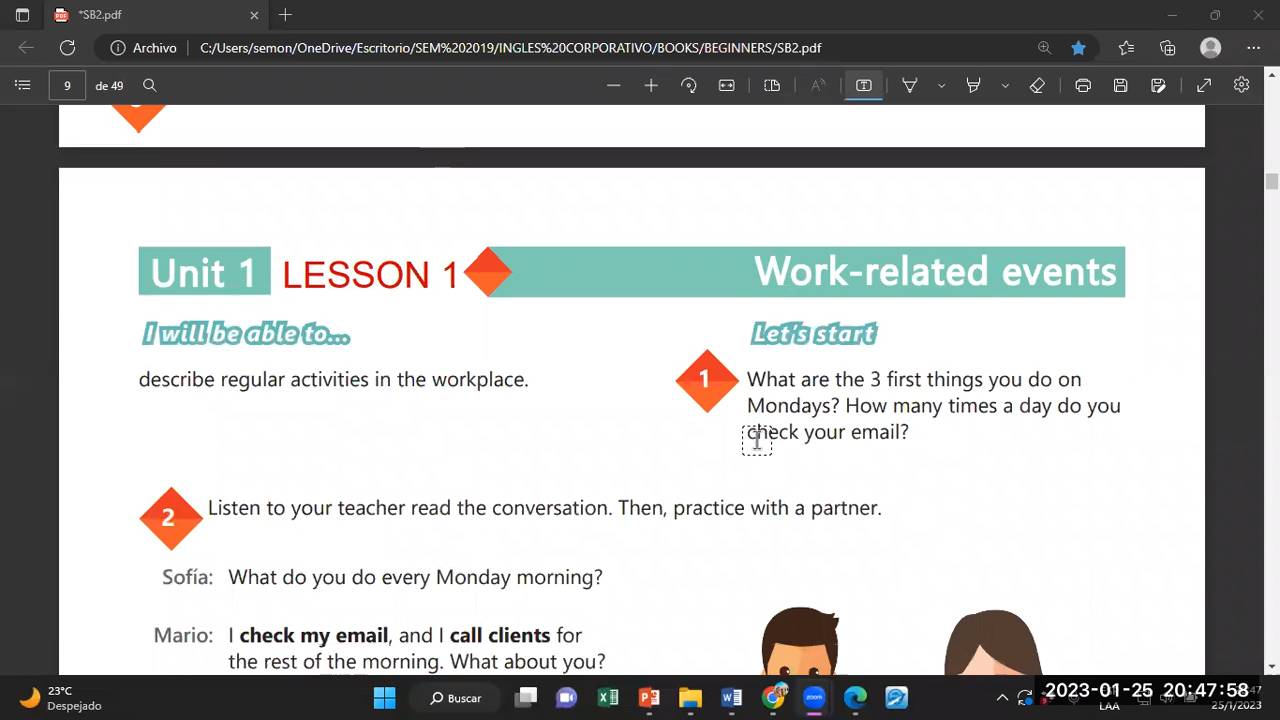 *SB2.pdf
Archivo
C:/Users/semon/OneDrive/Escritorio/SEM%202019/INGLES%20CORPORATIVO/BOOKS/BEGINNERS/SB2.pdf
9 de 49
Unit 1 LESSON 1 Work-related events
I will be able to...
describe regular activities in the workplace.
Let's start
1 What are the 3 first things you do on
Mondays? How many times a day do you
check your email?
2 Listen to your teacher read the conversation. Then, practice with a partner.
Sofía: What do you do every Monday morning?
Mario: I check my email, and I call clients for
the rest of the morning. What about you?
23°C
Despejado
Buscar
2023-01-25 20:47:58
LAA
25/1/2023